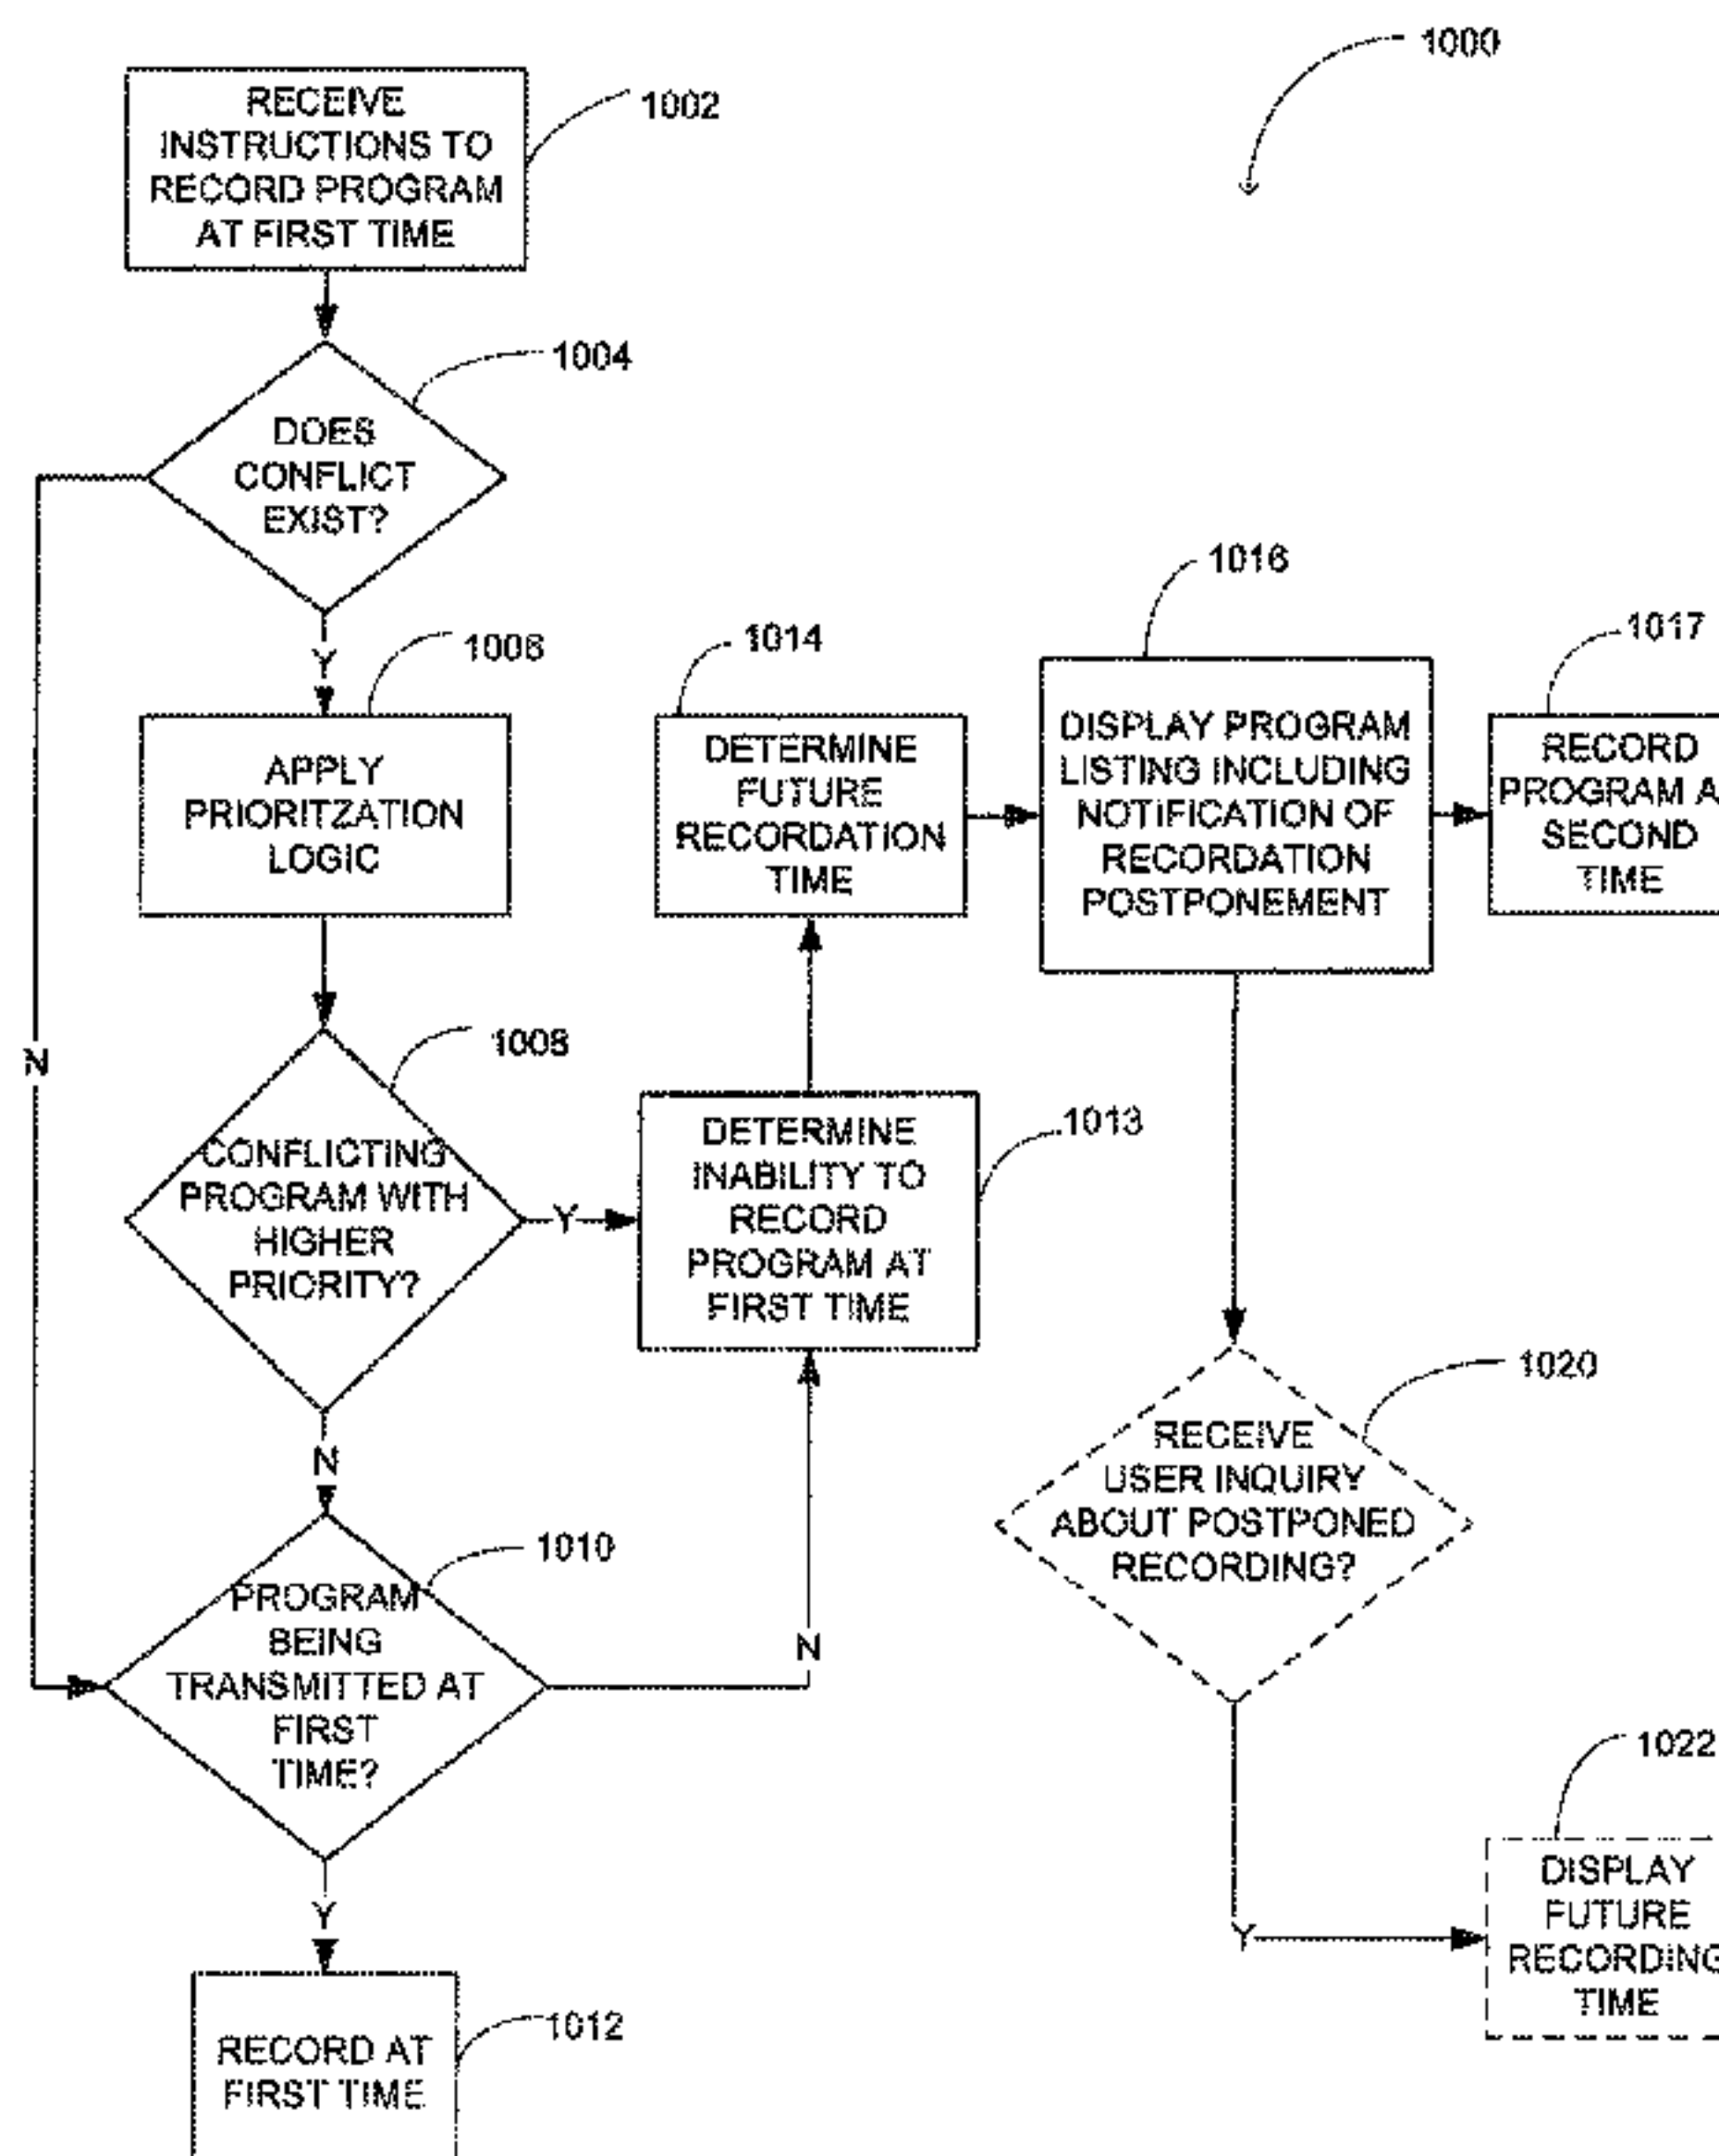 1000
RECEIVE
INSTRUCTIONS TO
RECORD PROGRAM
AT FIRST TIME
1002
1004
DOES
CONFLICT
EXIST?
Y
N
1006
APPLY
PRIORITZATION
LOGIC
1008
CONFLICTING
PROGRAM WITH
HIGHER
PRIORITY?
Y
N
1010
PROGRAM
BEING
TRANSMITTED AT
FIRST
TIME?
N
Y
1012
RECORD AT
FIRST TIME
1013
DETERMINE
INABILITY TO
RECORD
PROGRAM AT
FIRST TIME
1014
DETERMINE
FUTURE
RECORDATION
TIME
1016
DISPLAY PROGRAM
LISTING INCLUDING
NOTIFICATION OF
RECORDATION
POSTPONEMENT
1017
RECORD
PROGRAM A
SECOND
TIME
1020
RECEIVE
USER INQUIRY
ABOUT POSTPONED
RECORDING?
Y
1022
DISPLAY
FUTURE
RECORDING
TIME